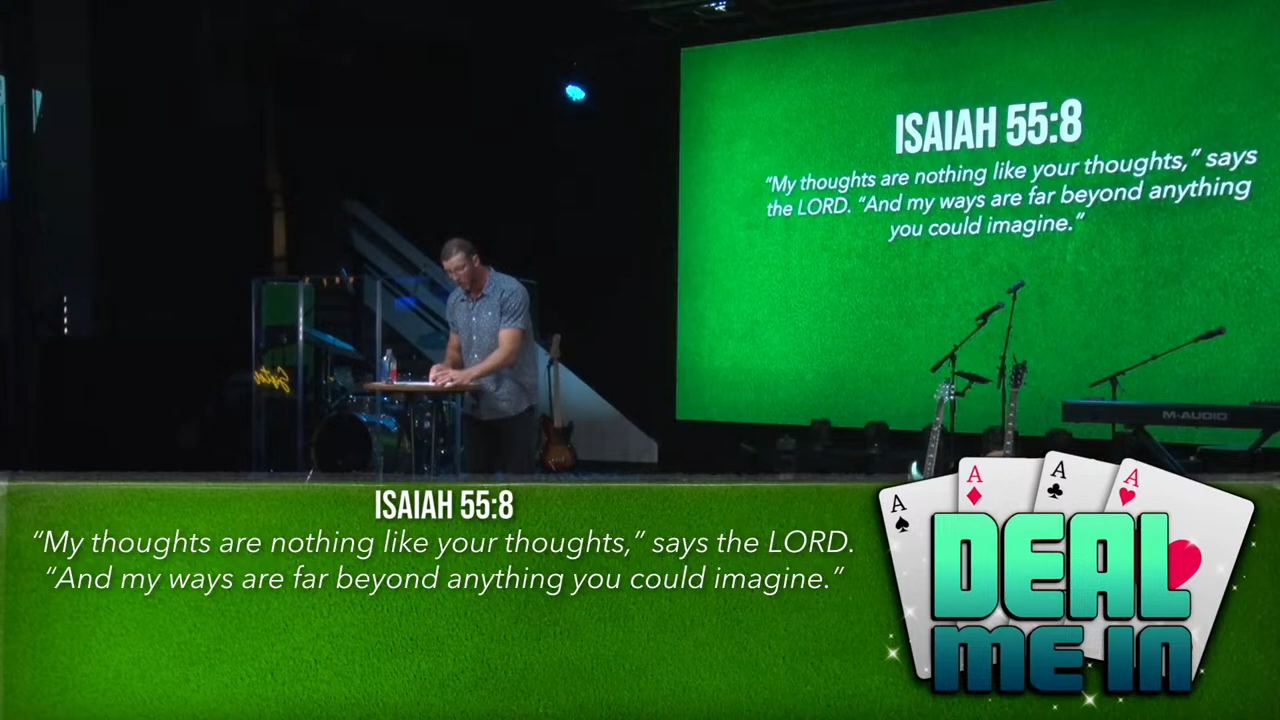 ISAIAH 55:8
“My thoughts are nothing like your thoughts,” says
the LORD. “And my ways are far beyond anything
you could imagine.”
M-AUDIO
ISAIAH 55:8
“My thoughts are nothing like your thoughts,” says the LORD.
“And my ways are far beyond anything you could imagine.”
A
A
A
A
DEAL
ME IN